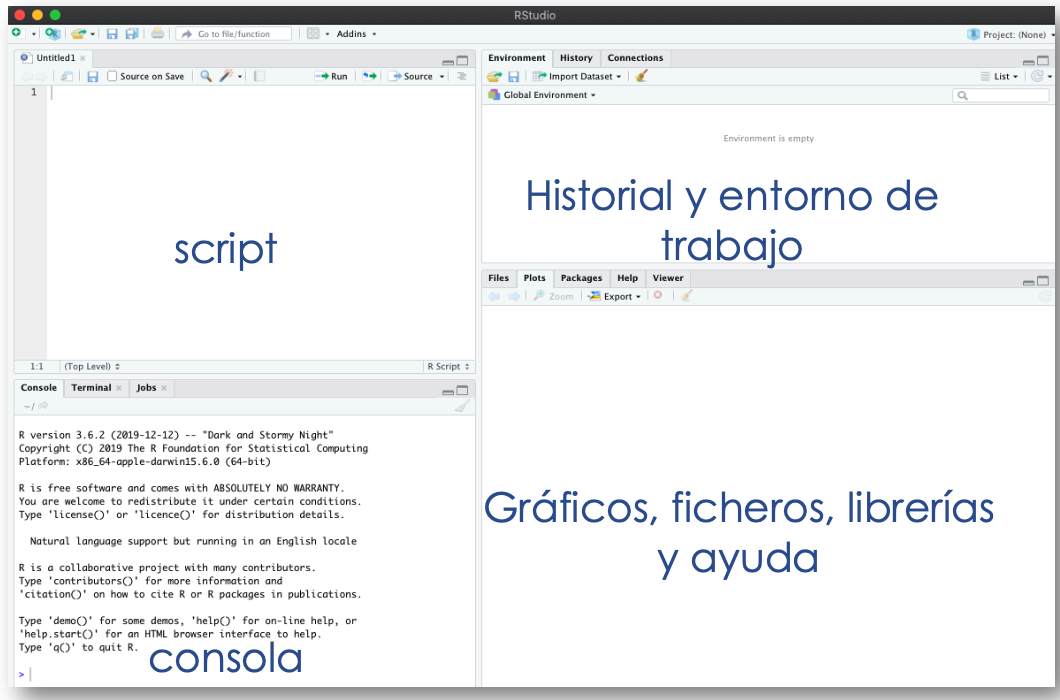 RStudio
Go to file/function
Addins
Project: (None)
Untitled1
Source on Save
Run
Source
1
script
1:1
(Top Level)
R Script
Console
Terminal
Jobs
~/
R version 3.6.2 (2019-12-12) -- "Dark and Stormy Night"
Copyright (C) 2019 The R Foundation for Statistical Computing
Platform: x86_64-apple-darwin15.6.0 (64-bit)
R is free software and comes with ABSOLUTELY NO WARRANTY.
You are welcome to redistribute it under certain conditions.
Type 'license()' or 'licence()' for distribution details.
Natural language support but running in an English locale
R is a collaborative project with many contributors.
Type 'contributors()' for more information and
'citation()' on how to cite R or R packages in publications.
Type 'demo()' for some demos, 'help()' for on-line help, or
'help.start()' for an HTML browser interface to help.
Type 'q()' to quit R.
consola
>
Environment
History
Connections
Import Dataset
List
Global Environment
Environment is empty
Historial y entorno de
trabajo
Files
Plots
Packages
Help
Viewer
Zoom
Export
Gráficos, ficheros, librerías
y ayuda